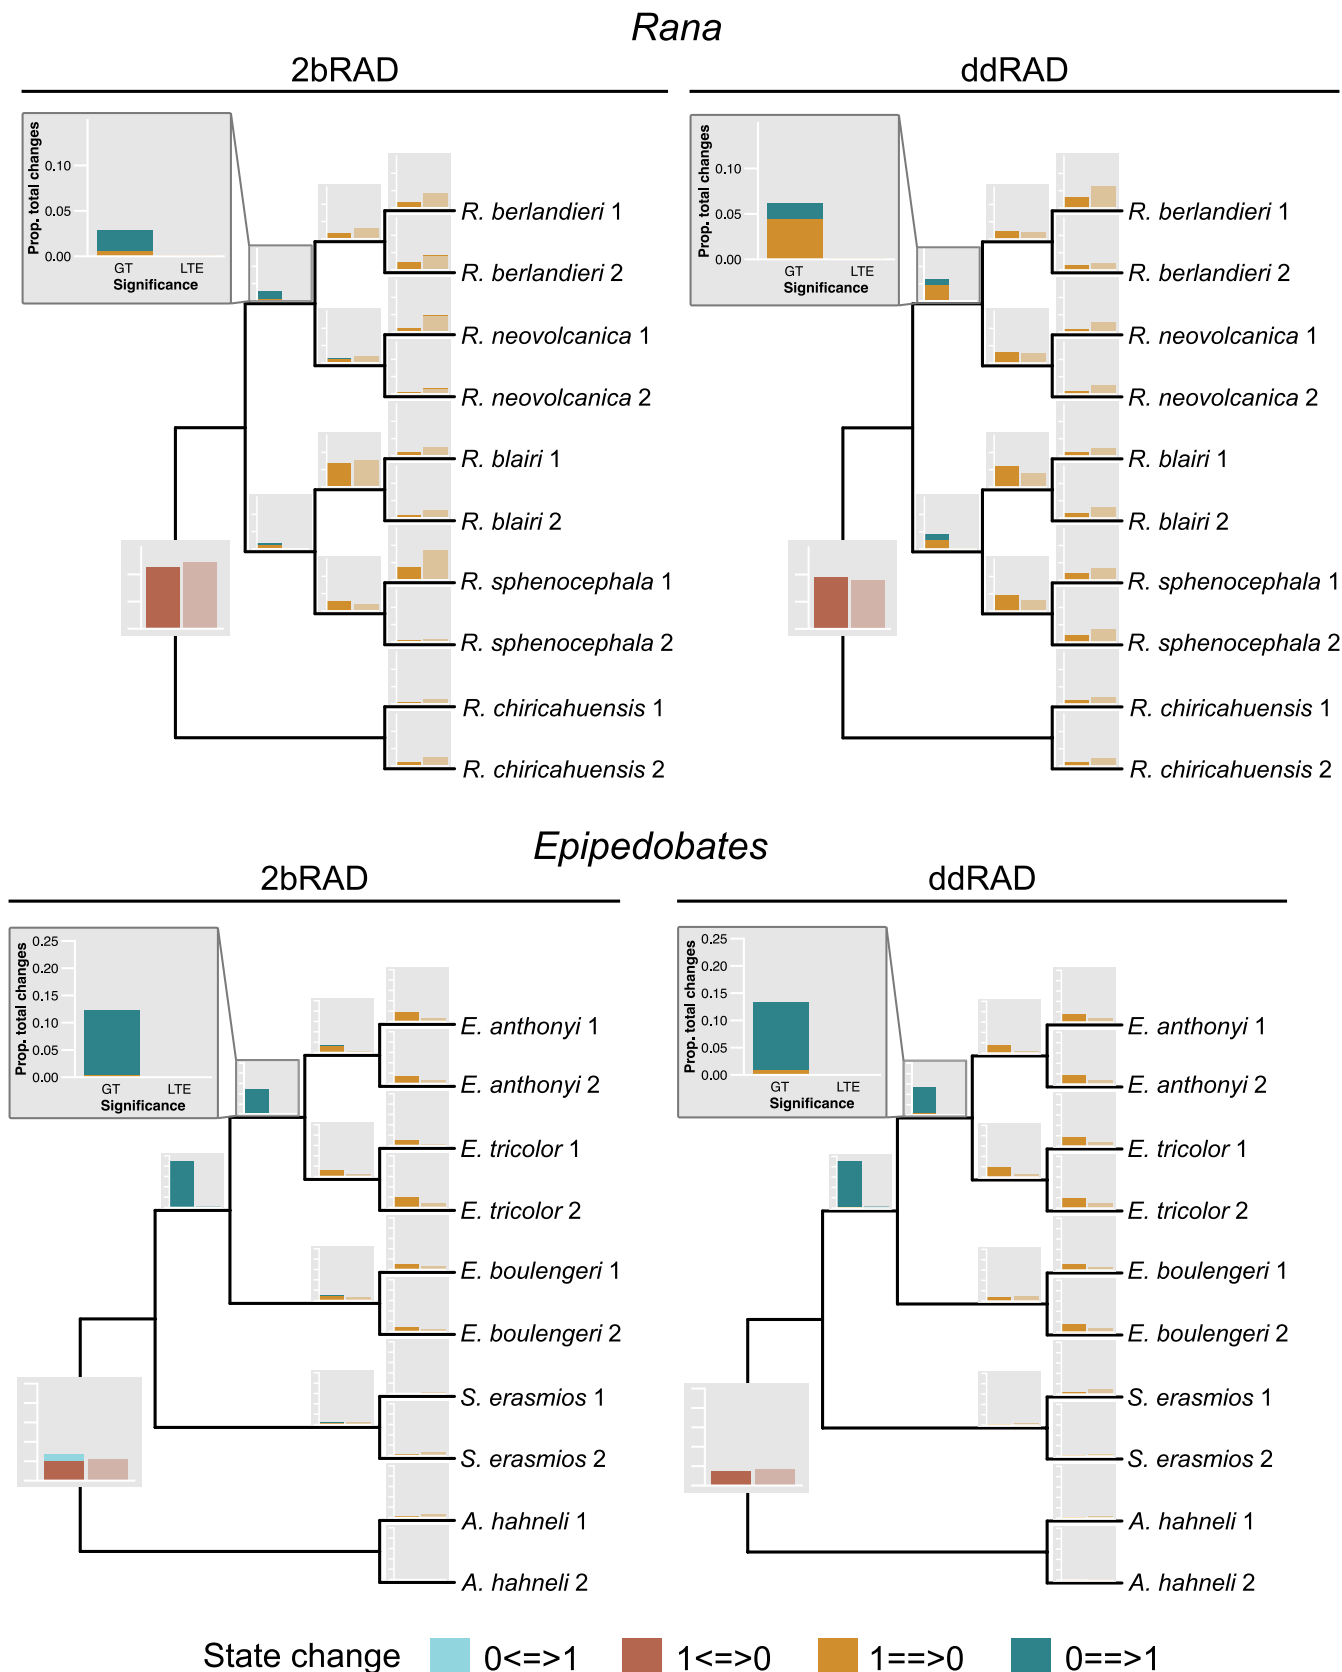 Rana
2bRAD
ddRAD
Prop. total changes
0.10
0.05
0.00
GT
LTE
Significance
Prop. total changes
0.10
0.05
0.00
GT
LTE
Significance
R. berlandieri 1
R. berlandieri 2
R. neovolcanica 1
R. neovolcanica 2
R. blairi 1
R. blairi 2
R. sphenocephala 1
R. sphenocephala 2
R. chiricahuensis 1
R. chiricahuensis 2
R. berlandieri 1
R. berlandieri 2
R. neovolcanica 1
R. neovolcanica 2
R. blairi 1
R. blairi 2
R. sphenocephala 1
R. sphenocephala 2
R. chiricahuensis 1
R. chiricahuensis 2
Epipedobates
2bRAD
ddRAD
Prop. total changes
0.25
0.20
0.15
0.10
0.05
0.00
GT
LTE
Significance
Prop. total changes
0.25
0.20
0.15
0.10
0.05
0.00
GT
LTE
Significance
E. anthonyi 1
E. anthonyi 2
E. tricolor 1
E. tricolor 2
E. boulengeri 1
E. boulengeri 2
S. erasmios 1
S. erasmios 2
A. hahneli 1
A. hahneli 2
E. anthonyi 1
E. anthonyi 2
E. tricolor 1
E. tricolor 2
E. boulengeri 1
E. boulengeri 2
S. erasmios 1
S. erasmios 2
A. hahneli 1
A. hahneli 2
State change 0<=>1 1<=>0 1==>0 0==>1